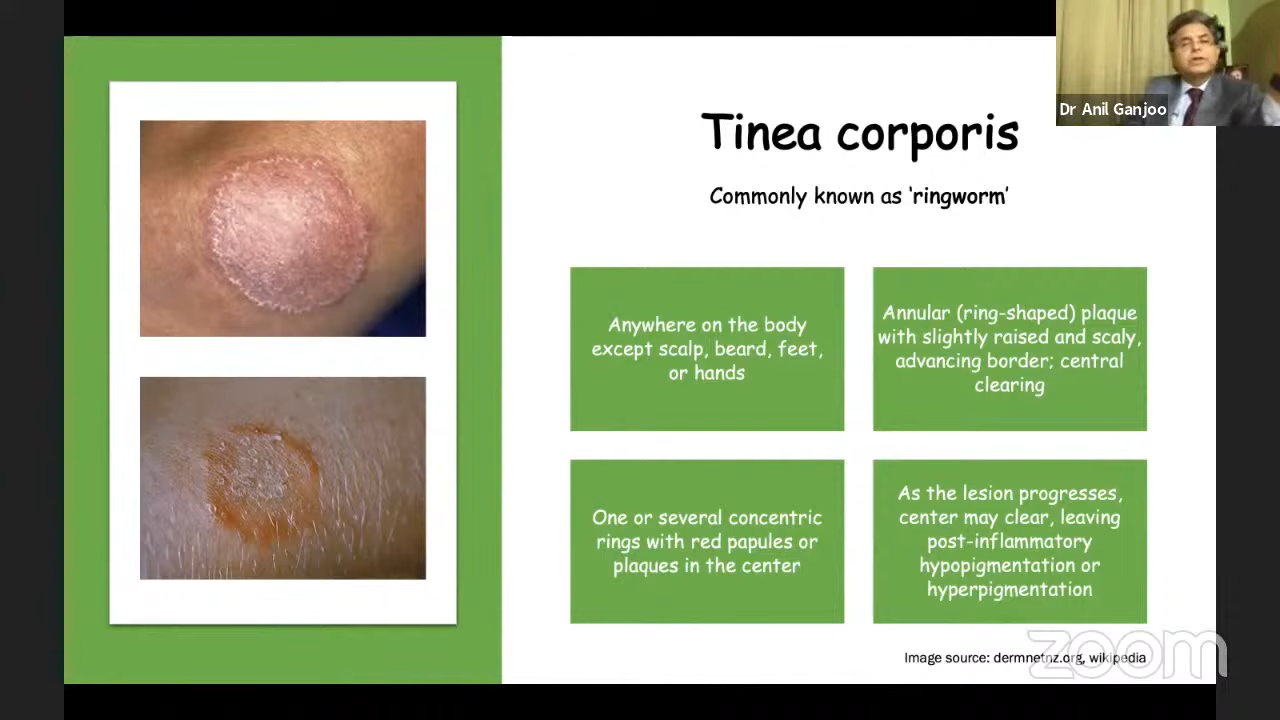 Dr Anil Ganjoo
Tinea corporis
Commonly known as 'ringworm'
Anywhere on the body
except scalp, beard, feet,
or hands
Annular (ring-shaped) plaque
with slightly raised and scaly,
advancing border; central
clearing
One or several concentric
rings with red papules or
plaques in the center
As the lesion progresses,
center may clear, leaving
post-inflammatory
hypopigmentation or
hyperpigmentation
Image source: dermnetnz.org, wikipedia
zoom